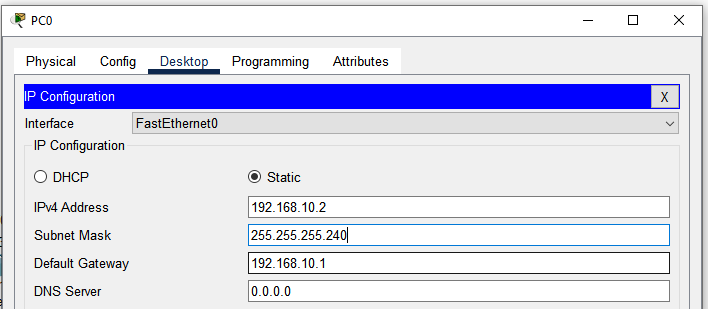 PC0
Physical Config Desktop Programming Attributes
IP Configuration X
Interface FastEthernet0
IP Configuration
DHCP Static
IPv4 Address 192.168.10.2
Subnet Mask 255.255.255.240
Default Gateway 192.168.10.1
DNS Server 0.0.0.0